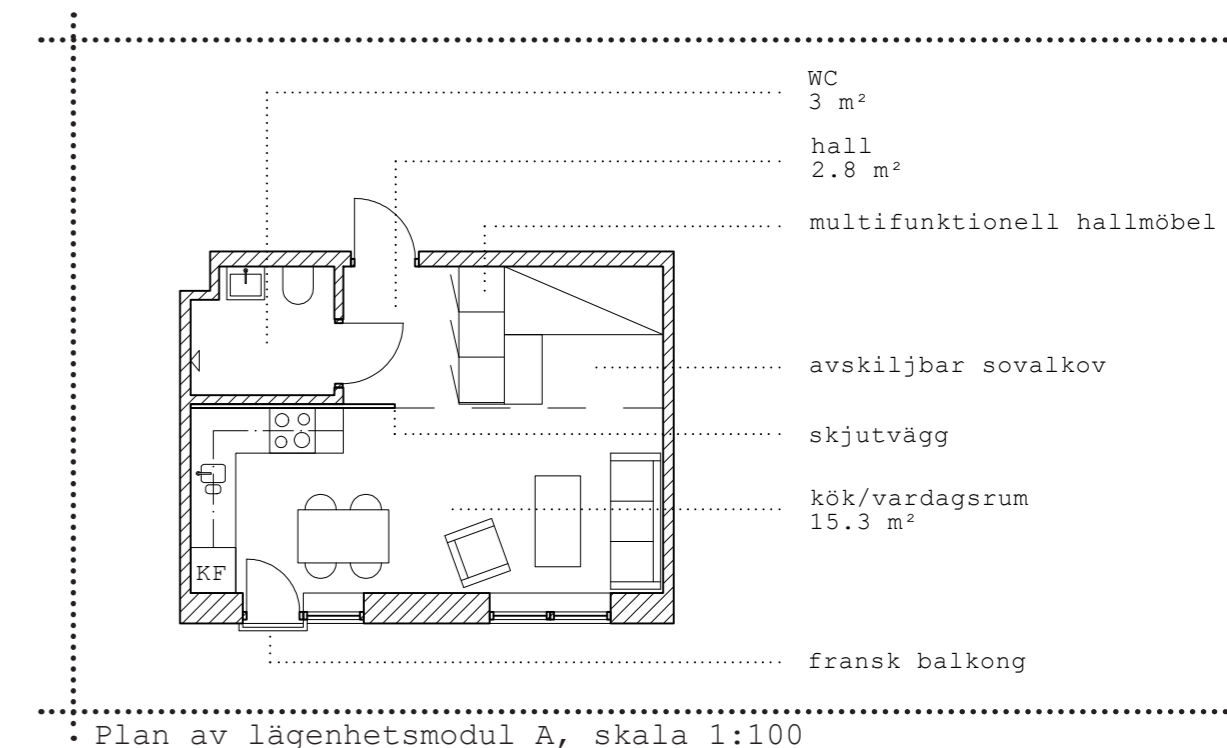 WC
3 m²
hall
2.8 m²
multifunktionell hallmöbel
avskiljbar sovalkov
skjutvägg
kök/vardagsrum
15.3 m²
KF
fransk balkong
Plan av lägenhetsmodul A, skala 1:100